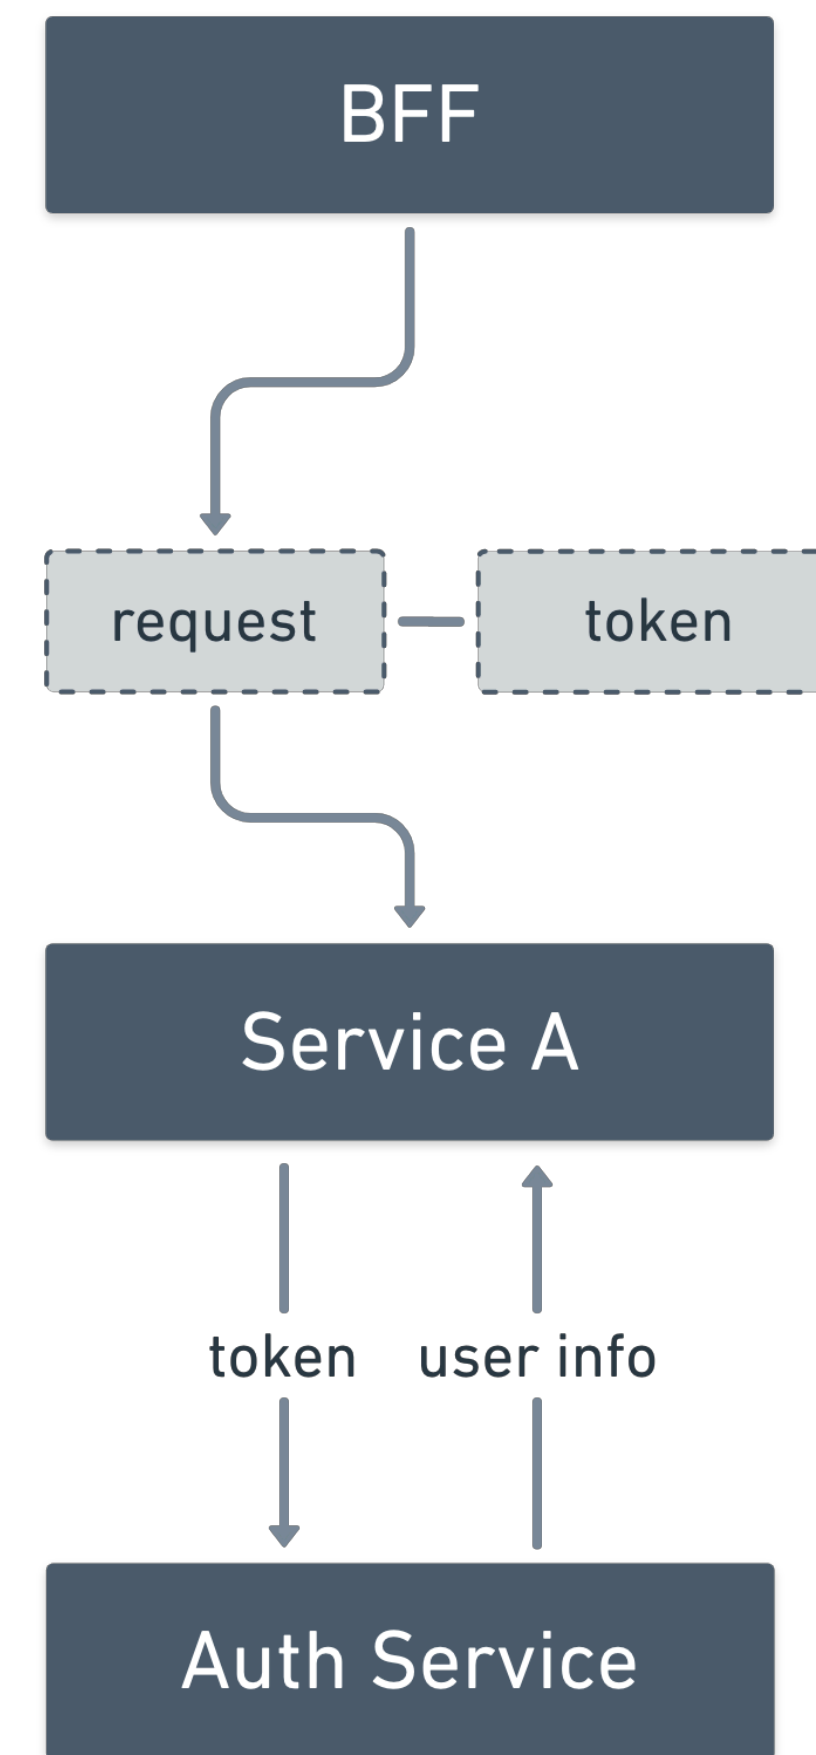 BFF
request
token
Service A
token
user info
Auth Service